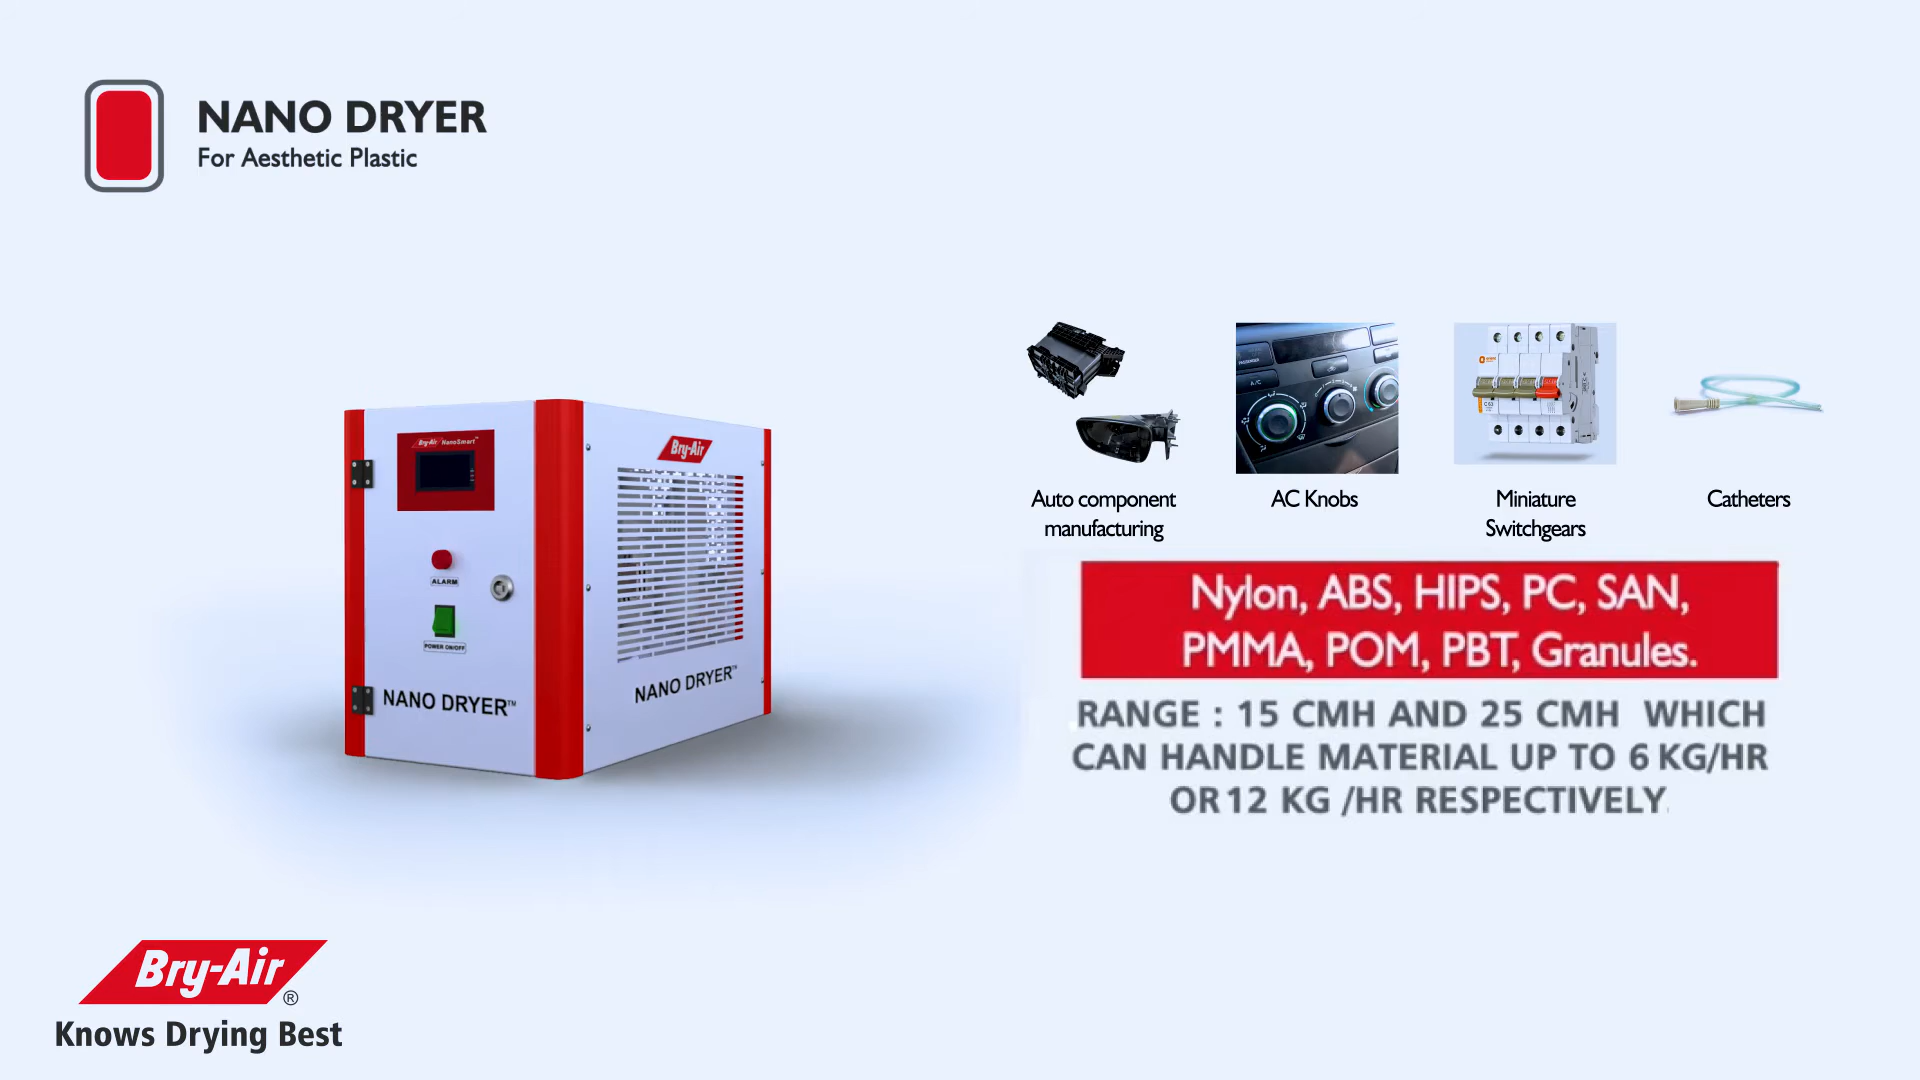 NANO DRYER
For Aesthetic Plastic
Bry-Air NanoSmart™
ALARM
POWER ON/OFF
NANO DRYER™
Bry-Air
NANO DRYER™
A/C
C 63
Auto component
manufacturing
AC Knobs
Miniature
Switchgears
Catheters
Nylon, ABS, HIPS, PC, SAN,
PMMA, POM, PBT, Granules.
RANGE : 15 CMH AND 25 CMH WHICH
CAN HANDLE MATERIAL UP TO 6 KG/HR
OR 12 KG /HR RESPECTIVELY.
Bry-Air®
Knows Drying Best